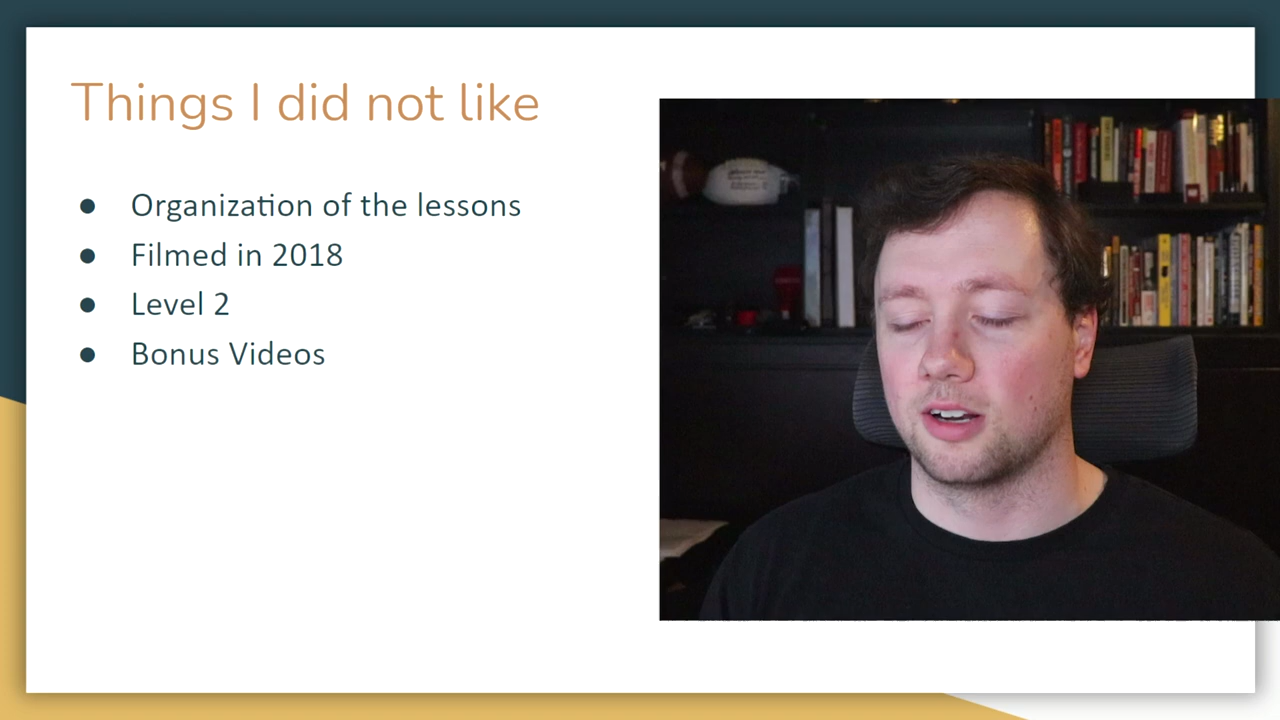 Things I did not like
Organization of the lessons
Filmed in 2018
Level 2
Bonus Videos